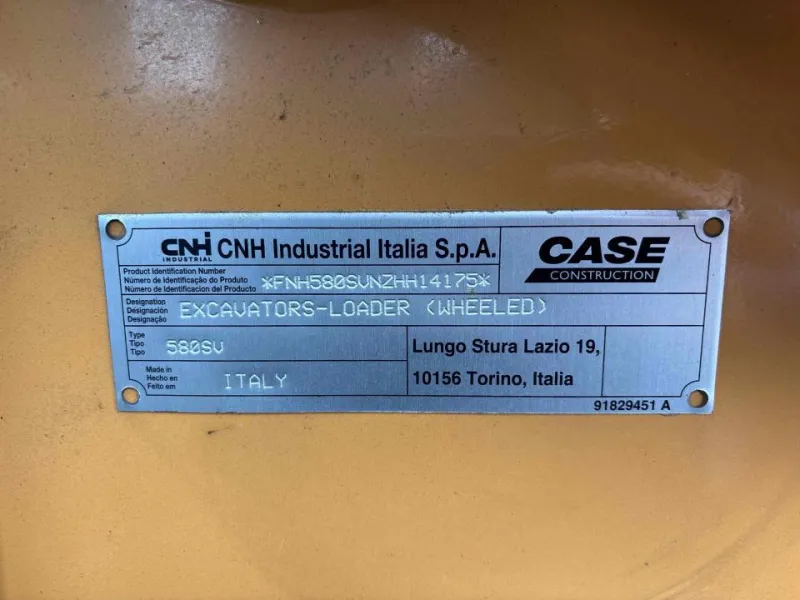 CNH INDUSTRIAL CNH Industrial Italia S.p.A.
CASE
CONSTRUCTION
Product Identification Number
Número de Identificação do Produto
Número de Identificacion del Producto
*FNH580SVNZHH14175*
Designation
Designación
Designação
EXCAVATORS-LOADER (WHEELED)
Type
Tipo
Tipo
580SV
Lungo Stura Lazio 19,
10156 Torino, Italia
Made in
Hecho en
Feito em
ITALY
91829451 A